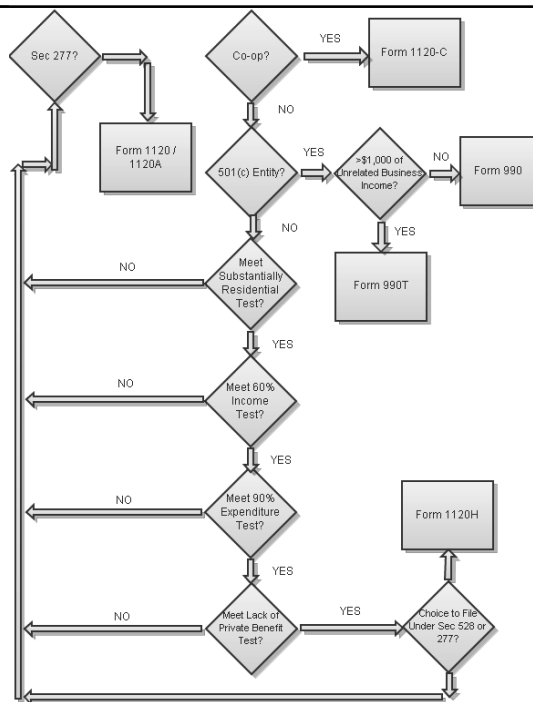 Sec 277?
Co-op?
YES
Form 1120-C
NO
Form 1120 /
1120A
501(c) Entity?
YES
>$1,000 of
Unrelated Business
Income?
NO
Form 990
NO
YES
Form 990T
Meet
Substantially
Residential
Test?
NO
YES
Meet 60%
Income
Test?
NO
YES
Meet 90%
Expenditure
Test?
NO
YES
Form 1120H
Meet Lack of
Private Benefit
Test?
NO
YES
Choice to File
Under Sec 528 or
277?